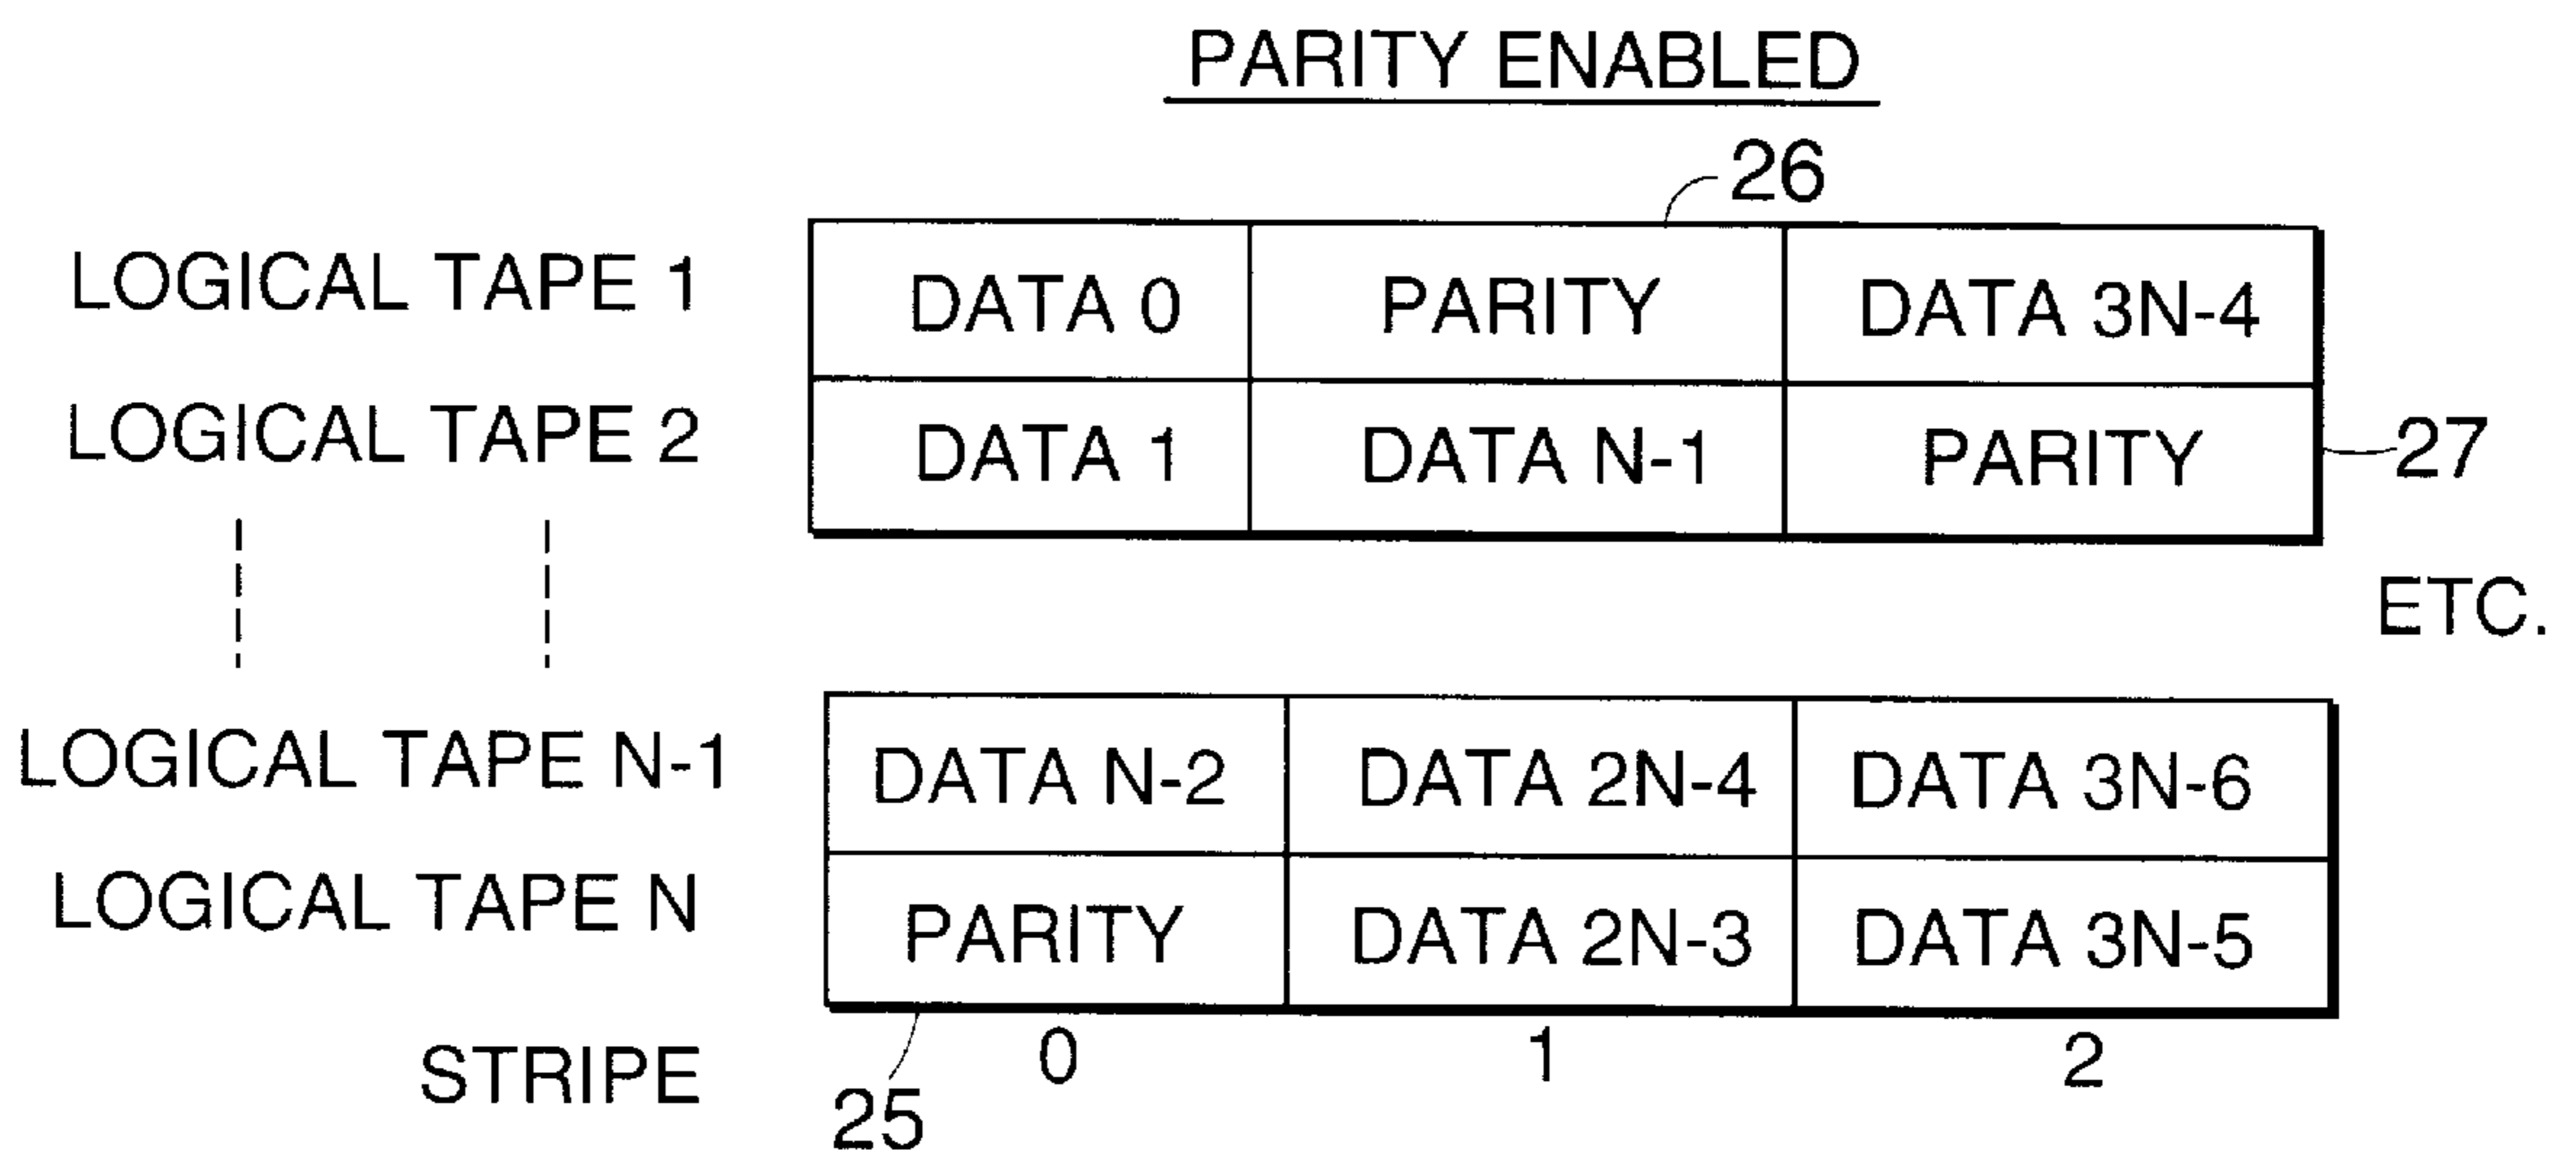 PARITY ENABLED
26
LOGICAL TAPE 1 DATA 0 PARITY DATA 3N-4
LOGICAL TAPE 2 DATA 1 DATA N-1 PARITY 27
ETC.
LOGICAL TAPE N-1 DATA N-2 DATA 2N-4 DATA 3N-6
LOGICAL TAPE N PARITY DATA 2N-3 DATA 3N-5
STRIPE 0 1 2
25